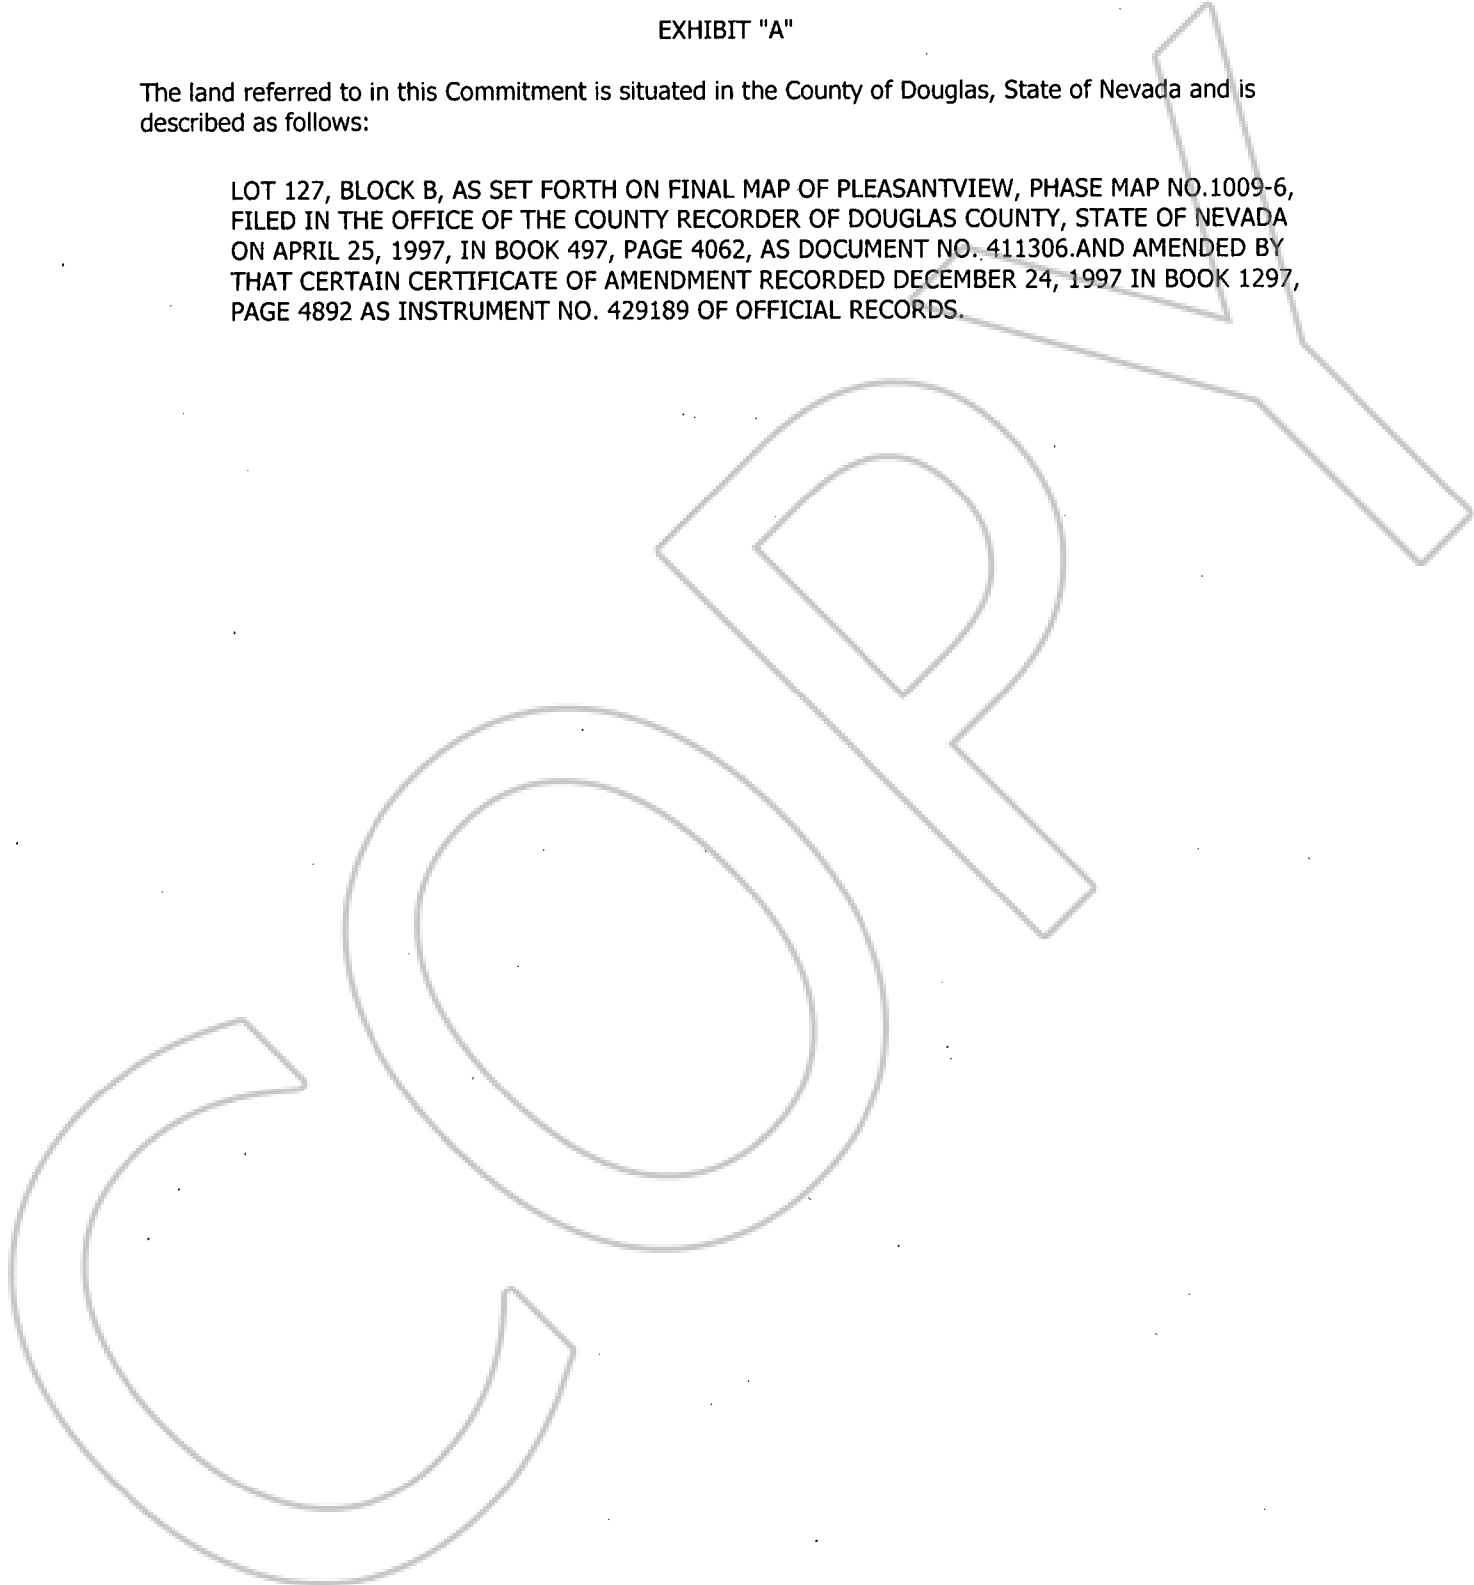 EXHIBIT "A"
The land referred to in this Commitment is situated in the County of Douglas, State of Nevada and is
described as follows:
LOT 127, BLOCK B, AS SET FORTH ON FINAL MAP OF PLEASANTVIEW, PHASE MAP NO.1009-6,
FILED IN THE OFFICE OF THE COUNTY RECORDER OF DOUGLAS COUNTY, STATE OF NEVADA
ON APRIL 25, 1997, IN BOOK 497, PAGE 4062, AS DOCUMENT NO. 411306.AND AMENDED BY
THAT CERTAIN CERTIFICATE OF AMENDMENT RECORDED DECEMBER 24, 1997 IN BOOK 1297,
PAGE 4892 AS INSTRUMENT NO. 429189 OF OFFICIAL RECORDS.
COPY